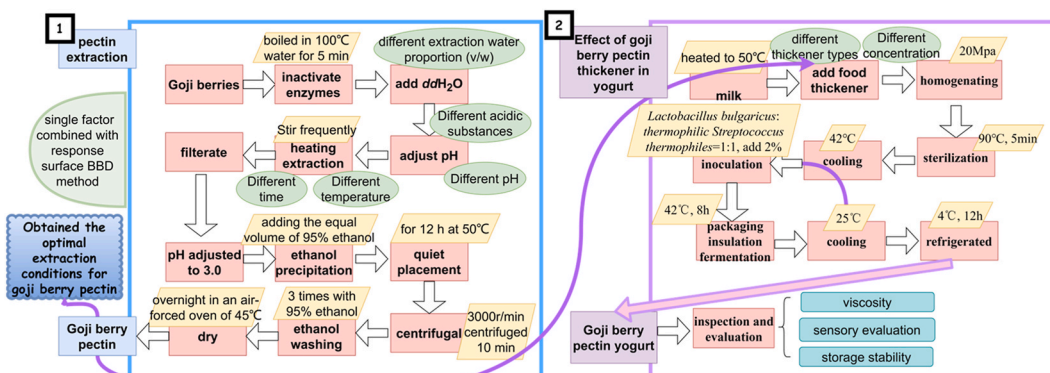 1
pectin
extraction
boiled in 100℃
water for 5 min
different extraction water
proportion (v/w)
Goji berries
inactivate
enzymes
add ddH₂O
single factor
combined with
response
surface BBD
method
Different acidic
substances
Stir frequently
filterate
heating
extraction
adjust pH
Different
time
Different
temperature
Different pH
Obtained the
optimal
extraction
conditions for
goji berry pectin
adding the equal
volume of 95% ethanol
for 12 h at 50℃
pH adjusted
to 3.0
ethanol
precipitation
quiet
placement
overnight in an air-
forced oven of 45℃
3 times with
95% ethanol
Goji berry
pectin
dry
ethanol
washing
centrifugal
3000r/min
centrifuged
10 min
2
Effect of goji
berry pectin
thickener in
yogurt
heated to 50℃
different
thickener types
Different
concentration
20Mpa
milk
add food
thickener
homogenating
Lactobacillus bulgaricus:
thermophilic Streptococcus
thermophiles=1:1, add 2%
42℃
90℃, 5min
inoculation
cooling
sterilization
42℃, 8h
25℃
4℃, 12h
packaging
insulation
fermentation
cooling
refrigerated
Goji berry
pectin yogurt
inspection and
evaluation
viscosity
sensory evaluation
storage stability